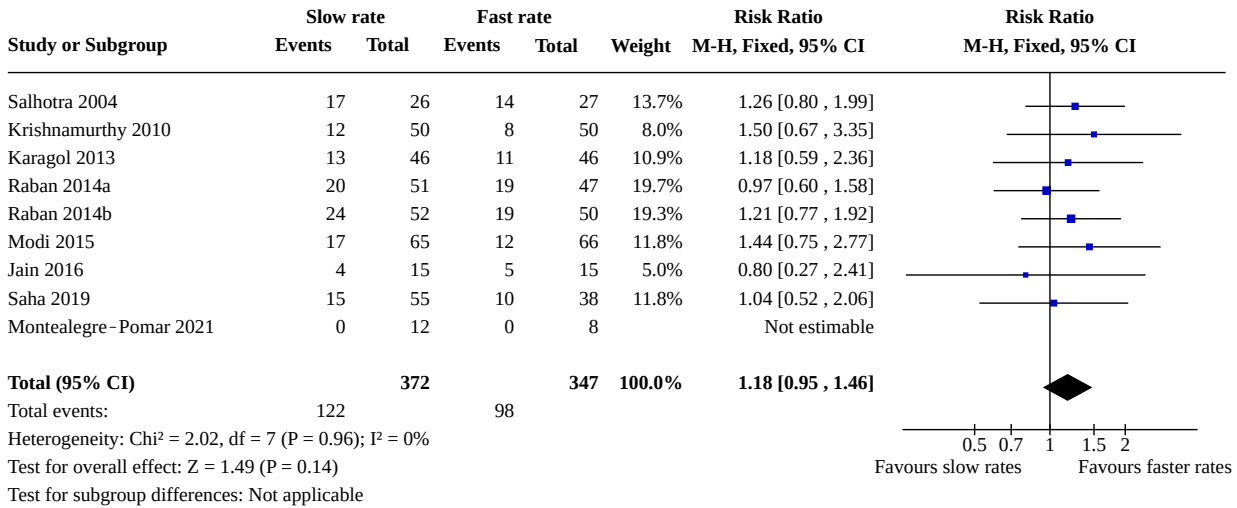 Slow rate Fast rate Risk Ratio Risk Ratio
Study or Subgroup Events Total Events Total Weight M-H, Fixed, 95% CI M-H, Fixed, 95% CI
Salhotra 2004 17 26 14 27 13.7% 1.26 [0.80 , 1.99]
Krishnamurthy 2010 12 50 8 50 8.0% 1.50 [0.67 , 3.35]
Karagol 2013 13 46 11 46 10.9% 1.18 [0.59 , 2.36]
Raban 2014a 20 51 19 47 19.7% 0.97 [0.60 , 1.58]
Raban 2014b 24 52 19 50 19.3% 1.21 [0.77 , 1.92]
Modi 2015 17 65 12 66 11.8% 1.44 [0.75 , 2.77]
Jain 2016 4 15 5 15 5.0% 0.80 [0.27 , 2.41]
Saha 2019 15 55 10 38 11.8% 1.04 [0.52 , 2.06]
Montealegre-Pomar 2021 0 12 0 8 Not estimable
Total (95% CI) 372 347 100.0% 1.18 [0.95 , 1.46]
Total events: 122 98
Heterogeneity: Chi² = 2.02, df = 7 (P = 0.96); I² = 0%
0.5 0.7 1 1.5 2
Test for overall effect: Z = 1.49 (P = 0.14) Favours slow rates Favours faster rates
Test for subgroup differences: Not applicable